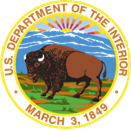 U.S. DEPARTMENT OF THE INTERIOR
MARCH 3, 1849